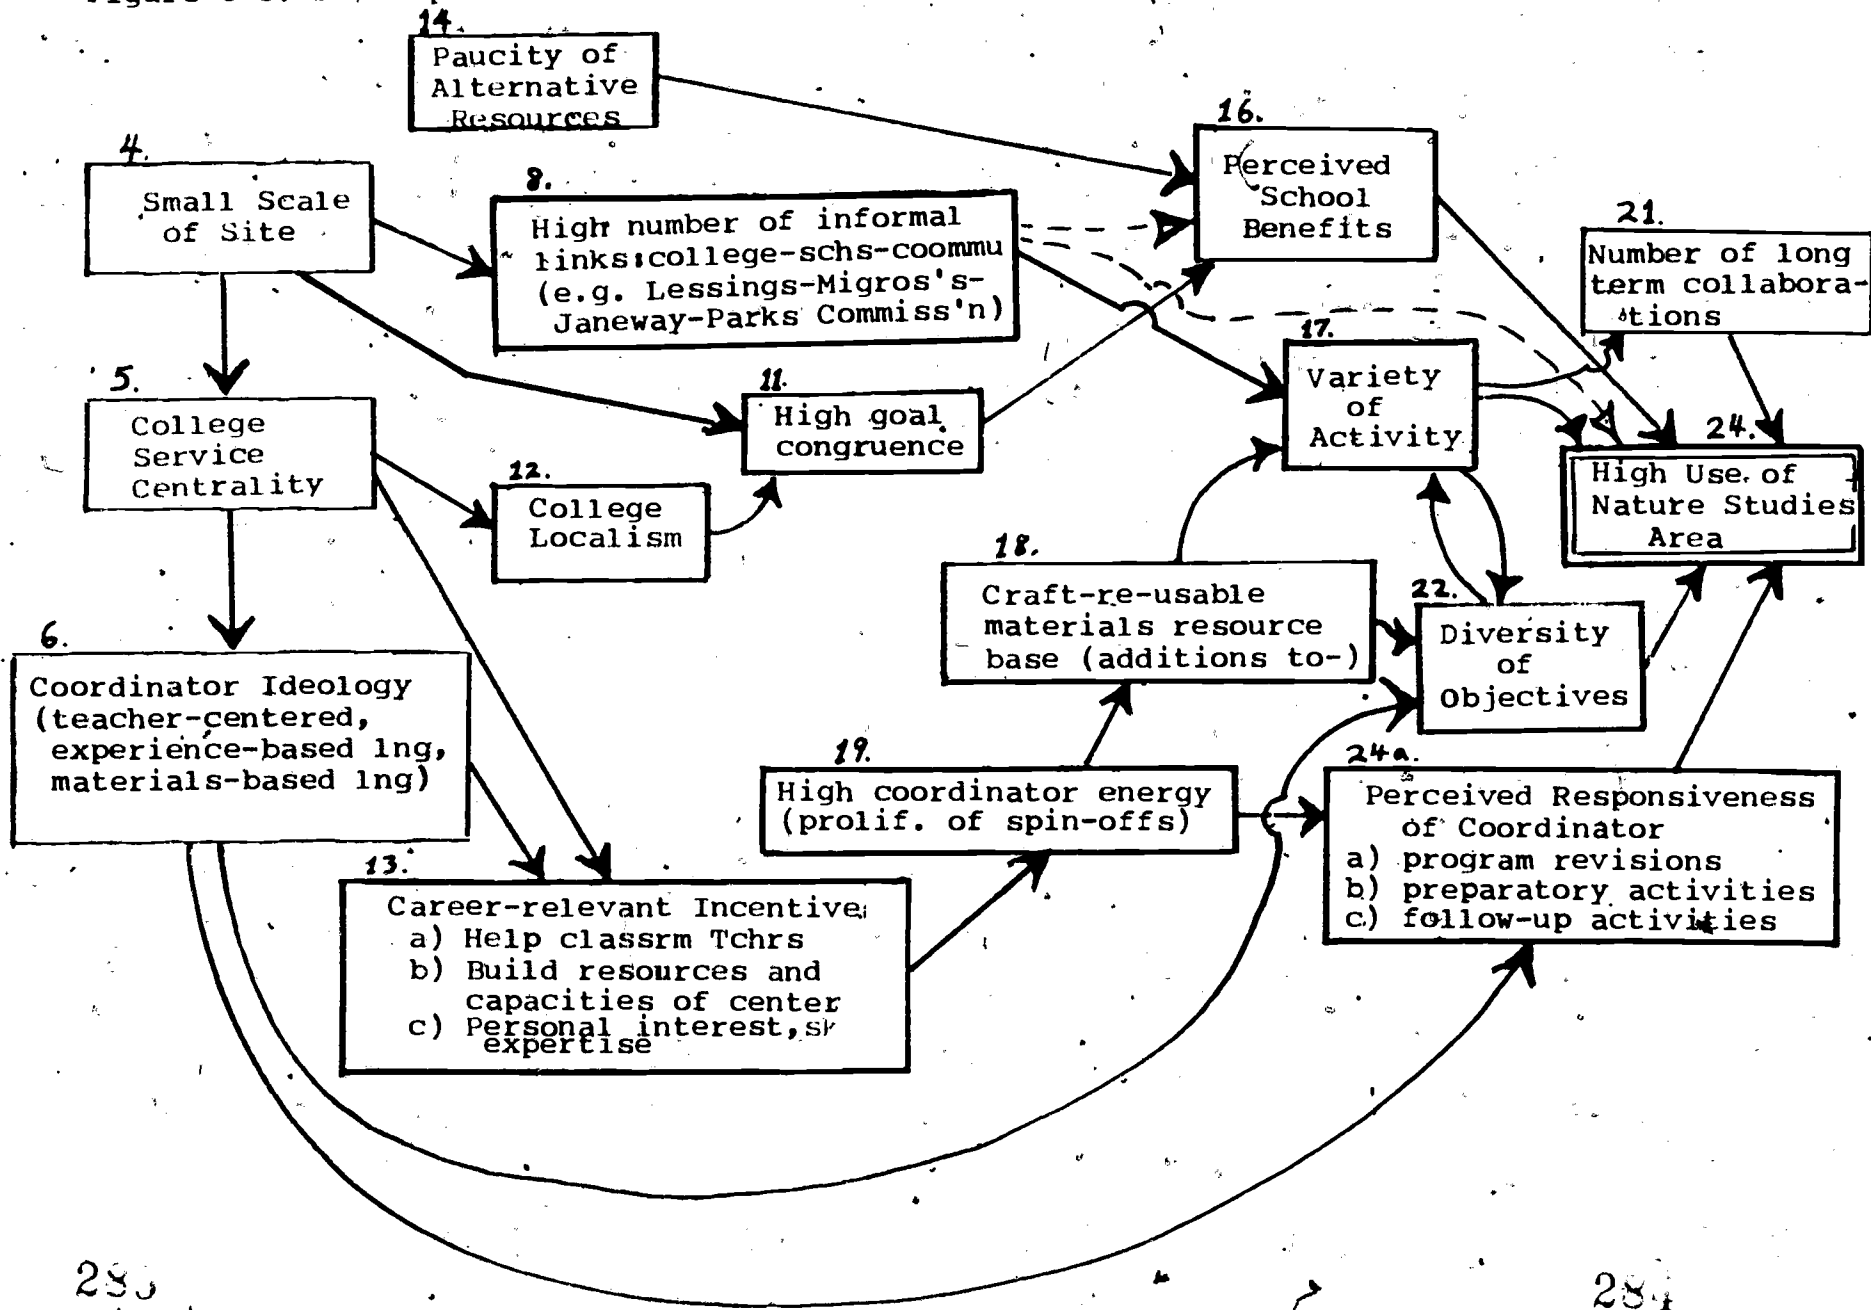 14.
Paucity of
Alternative
Resources
4.
Small Scale
of Site
8.
High number of informal
links:college-schs-coommu
(e.g. Lessings-Migros's-
Janeway-Parks Commiss'n)
16.
Perceived
School
Benefits
21.
Number of long
term collabora-
tions
5.
College
Service
Centrality
11.
High goal
congruence
17.
Variety
of
Activity
12.
College
Localism
24.
High Use of
Nature Studies
Area
18.
Craft-re-usable
materials resource
base (additions to-)
22.
Diversity
of
Objectives
6.
Coordinator Ideology
(teacher-centered,
experience-based lng,
materials-based lng)
19.
High coordinator energy
(prolif. of spin-offs)
24a.
Perceived Responsiveness
of Coordinator
a) program revisions
b) preparatory activities
c) follow-up activities
13.
Career-relevant Incentive
a) Help classrm Tchrs
b) Build resources and
capacities of center
c) Personal interest,
expertise